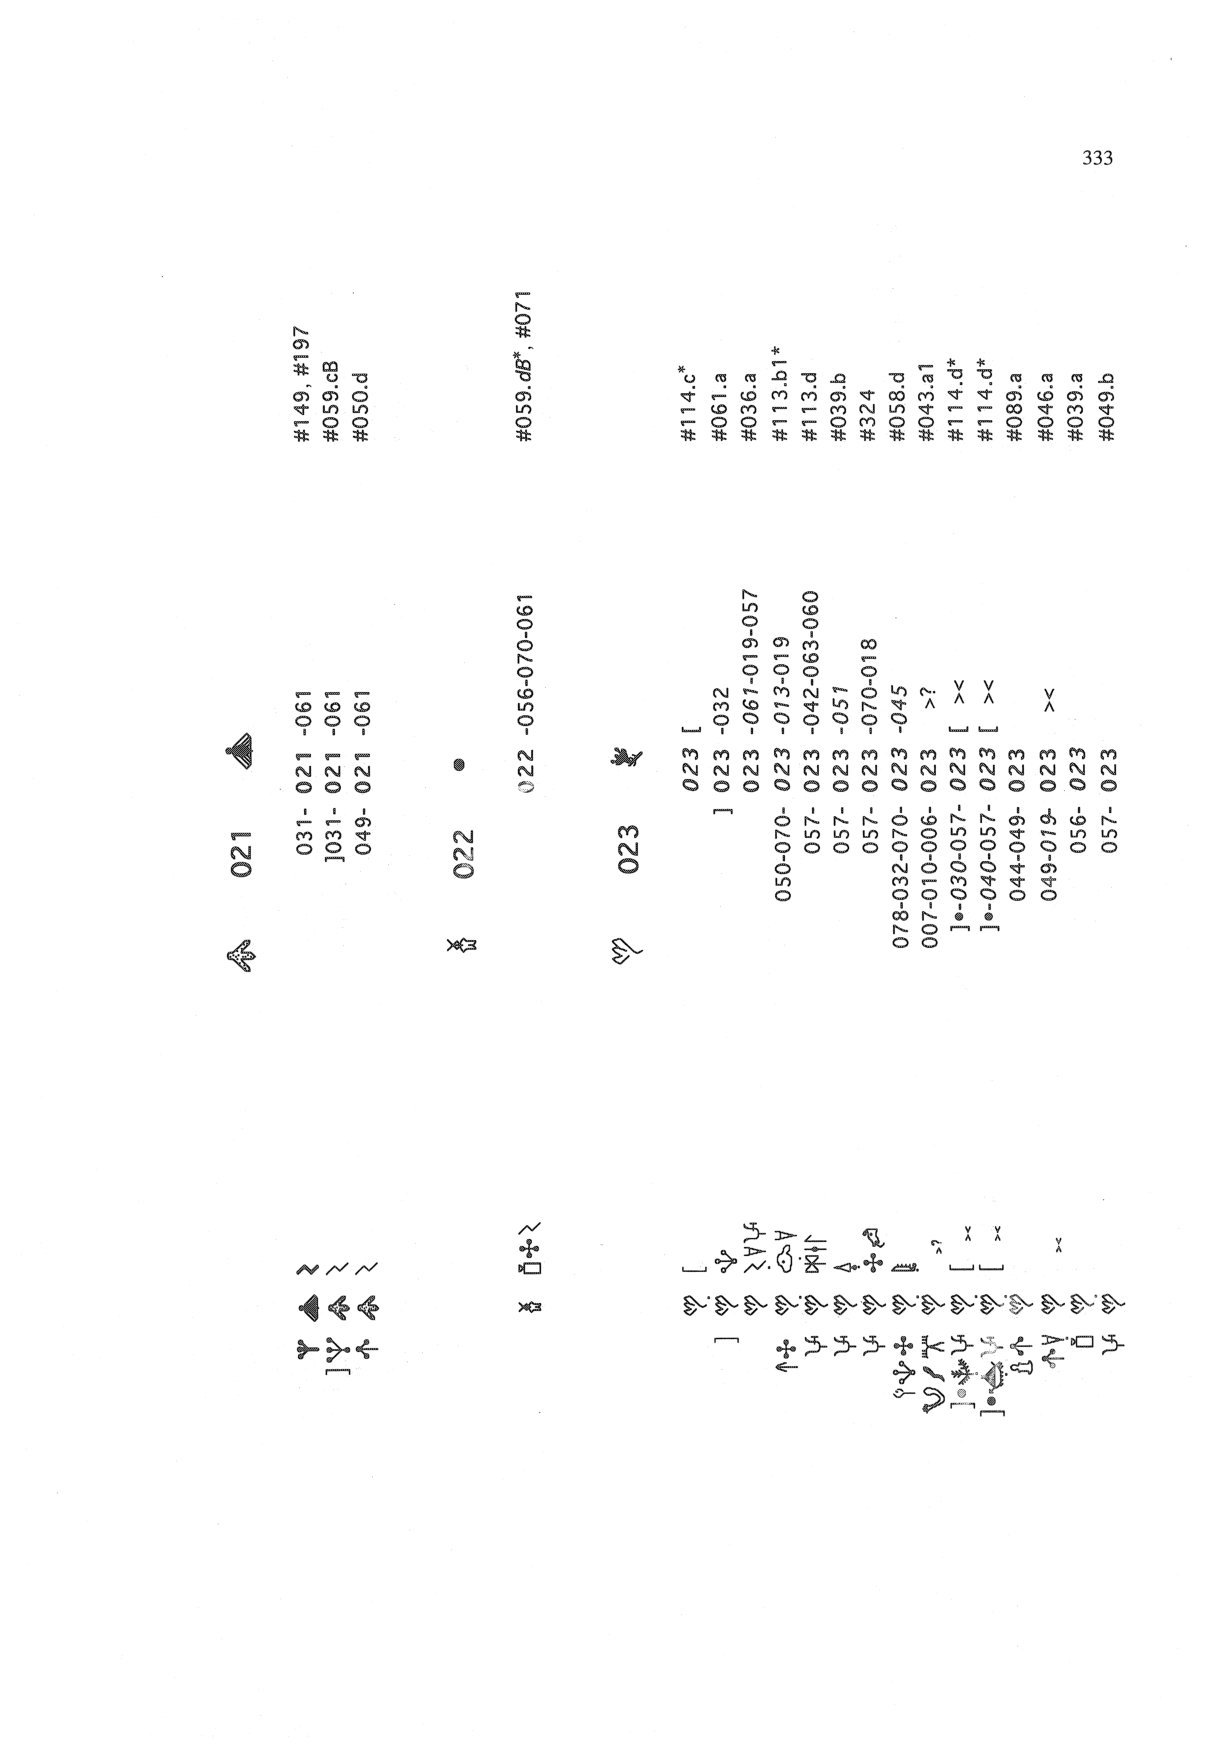 333
021
031- 021 -061 #149, #197
]031- 021 -061 #059.cB
049- 021 -061 #050.d
022
022 -056-070-061 #059.dB*, #071
023
023 [ #114.c*
] 023 -032 #061.a
023 -061-019-057 #036.a
050-070- 023 -013-019 #113.b1*
057- 023 -042-063-060 #113.d
057- 023 -051 #039.b
057- 023 -070-018 #324
078-032-070- 023 -045 #058.d
007-010-006- 023 >? #043.a1
]•-030-057- 023 [ >< #114.d*
]•-040-057- 023 [ >< #114.d*
044-049- 023 #089.a
049-019- 023 >< #046.a
056- 023 #039.a
057- 023 #049.b